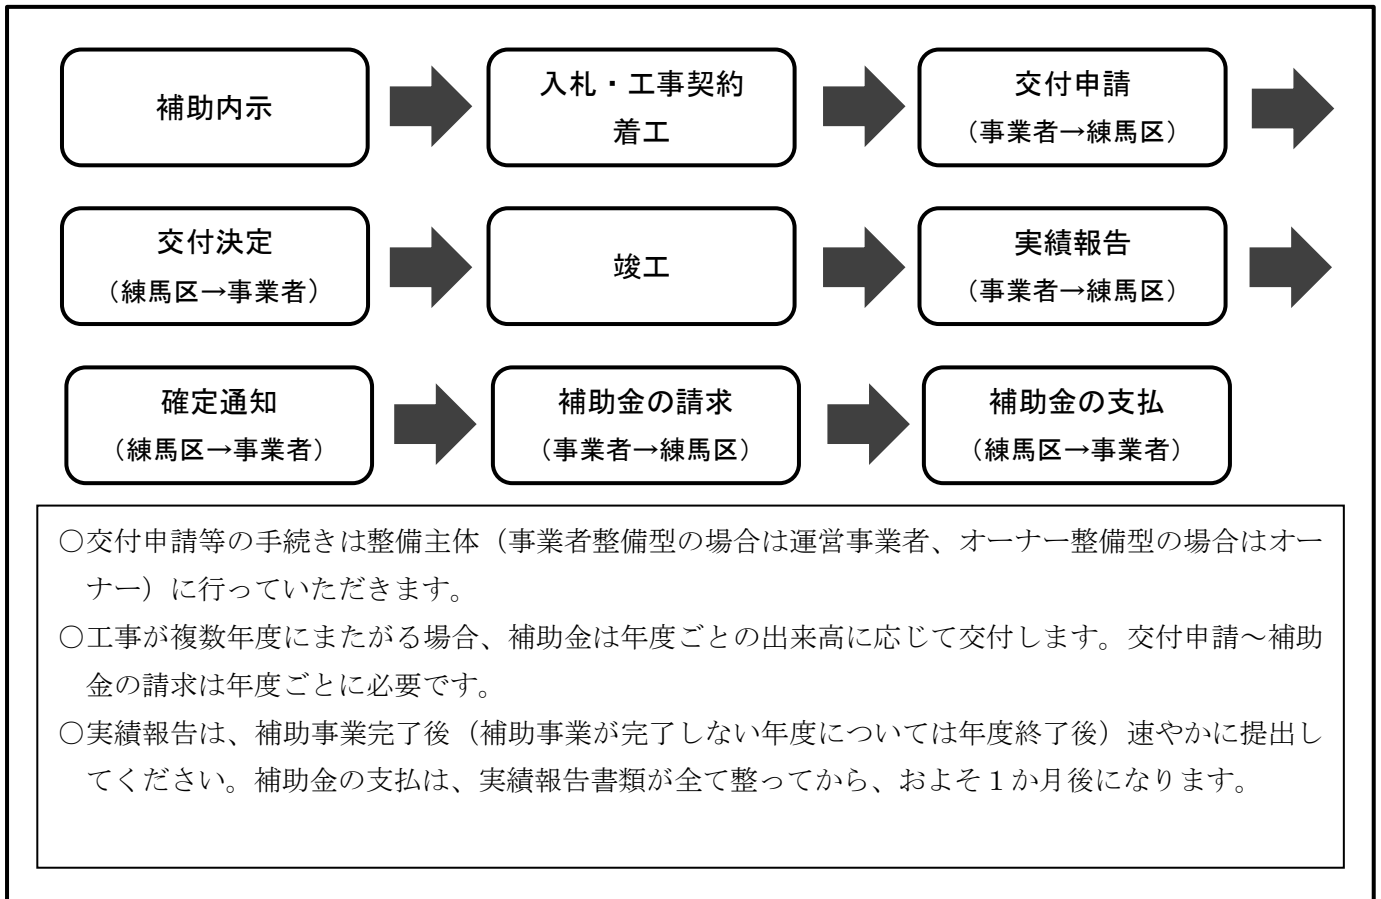 補助内示
入札・工事契約
着工
交付申請
（事業者→練馬区）
交付決定
（練馬区→事業者）
竣工
実績報告
（事業者→練馬区）
確定通知
（練馬区→事業者）
補助金の請求
（事業者→練馬区）
補助金の支払
（練馬区→事業者）
○交付申請等の手続きは整備主体（事業者整備型の場合は運営事業者、オーナー整備型の場合はオー
ナー）に行っていただきます。
○工事が複数年度にまたがる場合、補助金は年度ごとの出来高に応じて交付します。交付申請～補助
金の請求は年度ごとに必要です。
○実績報告は、補助事業完了後（補助事業が完了しない年度については年度終了後）速やかに提出し
てください。補助金の支払は、実績報告書類が全て整ってから、およそ１か月後になります。